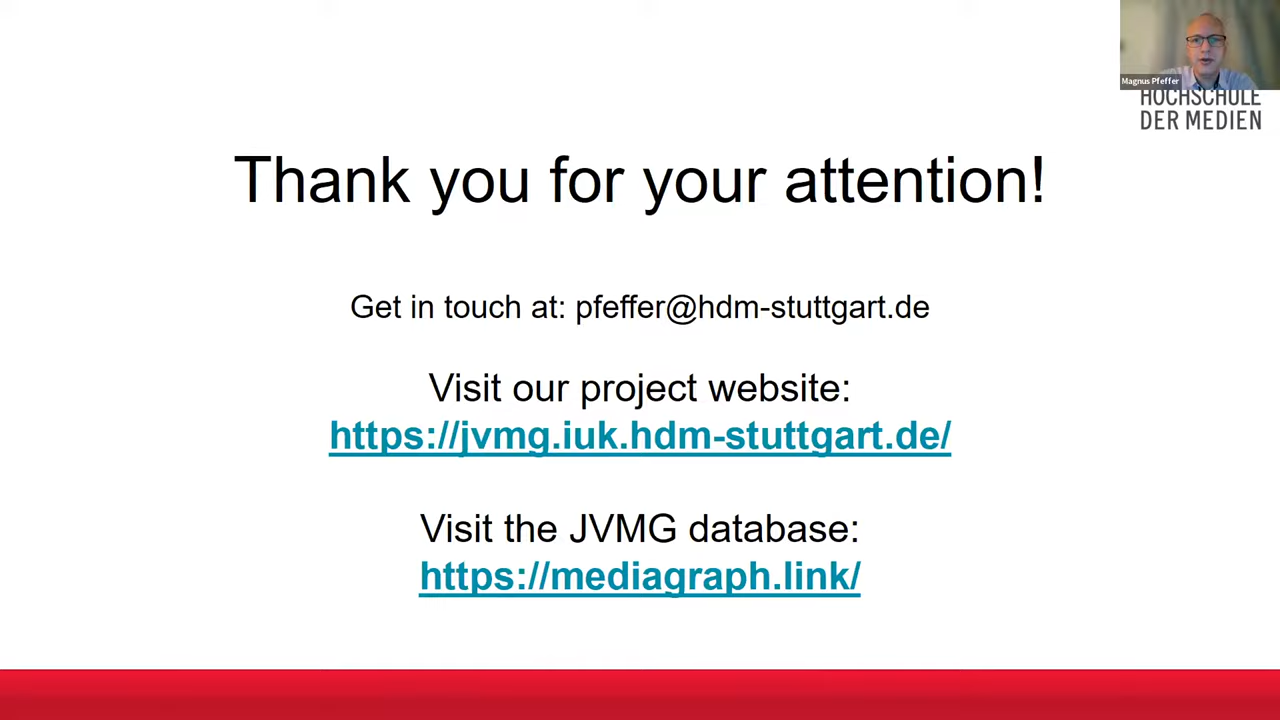 Magnus Pfeffer
HOCHSCHULE
DER MEDIEN
Thank you for your attention!
Get in touch at: pfeffer@hdm-stuttgart.de
Visit our project website:
https://jvmg.iuk.hdm-stuttgart.de/
Visit the JVMG database:
https://mediagraph.link/